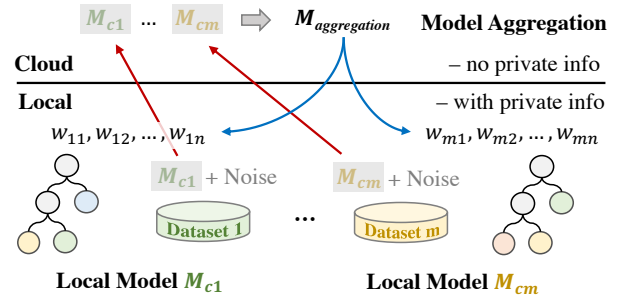 M_c1 ... M_cm M_aggregation Model Aggregation
Cloud – no private info
Local – with private info
w_11, w_12, ..., w_1n w_m1, w_m2, ..., w_mn
M_c1 + Noise M_cm + Noise
Dataset 1 ... Dataset m
Local Model M_c1 Local Model M_cm